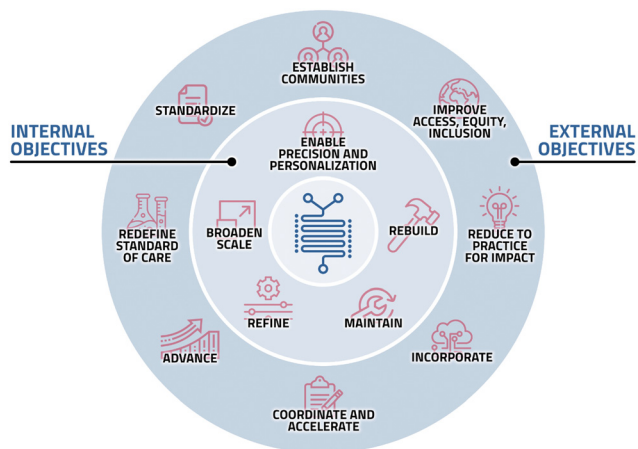 ESTABLISH
COMMUNITIES
STANDARDIZE
IMPROVE
ACCESS, EQUITY,
INCLUSION
INTERNAL
OBJECTIVES
EXTERNAL
OBJECTIVES
ENABLE
PRECISION AND
PERSONALIZATION
REDEFINE
STANDARD
OF CARE
BROADEN
SCALE
REBUILD
REDUCE TO
PRACTICE
FOR IMPACT
REFINE
MAINTAIN
ADVANCE
INCORPORATE
COORDINATE AND
ACCELERATE